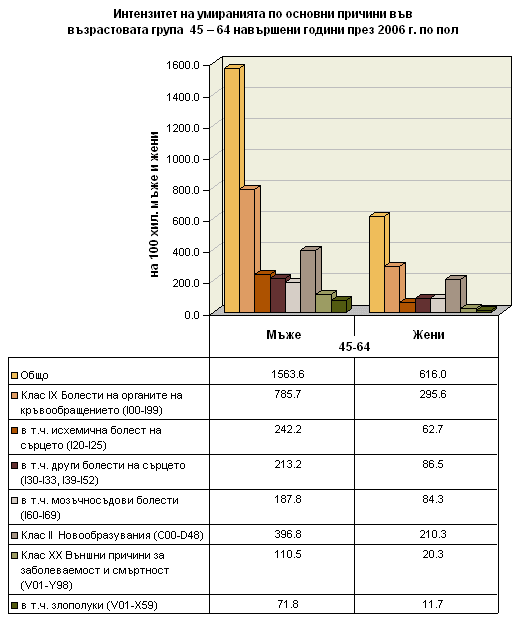 Интензитет на умиранията по основни причини във
възрастовата група 45 – 64 навършени години през 2006 г. по пол
на 100 хил. мъже и жени
1600.0
1400.0
1200.0
1000.0
800.0
600.0
400.0
200.0
0.0
Мъже Жени
45-64
Общо 1563.6 616.0
Клас IX Болести на органите на 785.7 295.6
кръвообращението (I00-I99)
в т.ч. исхемична болест на 242.2 62.7
сърцето (I20-I25)
в т.ч. други болести на сърцето 213.2 86.5
(I30-I33, I39-I52)
в т.ч. мозъчносъдови болести 187.8 84.3
(I60-I69)
Клас II Новообразувания (C00-D48) 396.8 210.3
Клас XX Външни причини за 110.5 20.3
заболеваемост и смъртност
(V01-Y98)
в т.ч. злополуки (V01-X59) 71.8 11.7